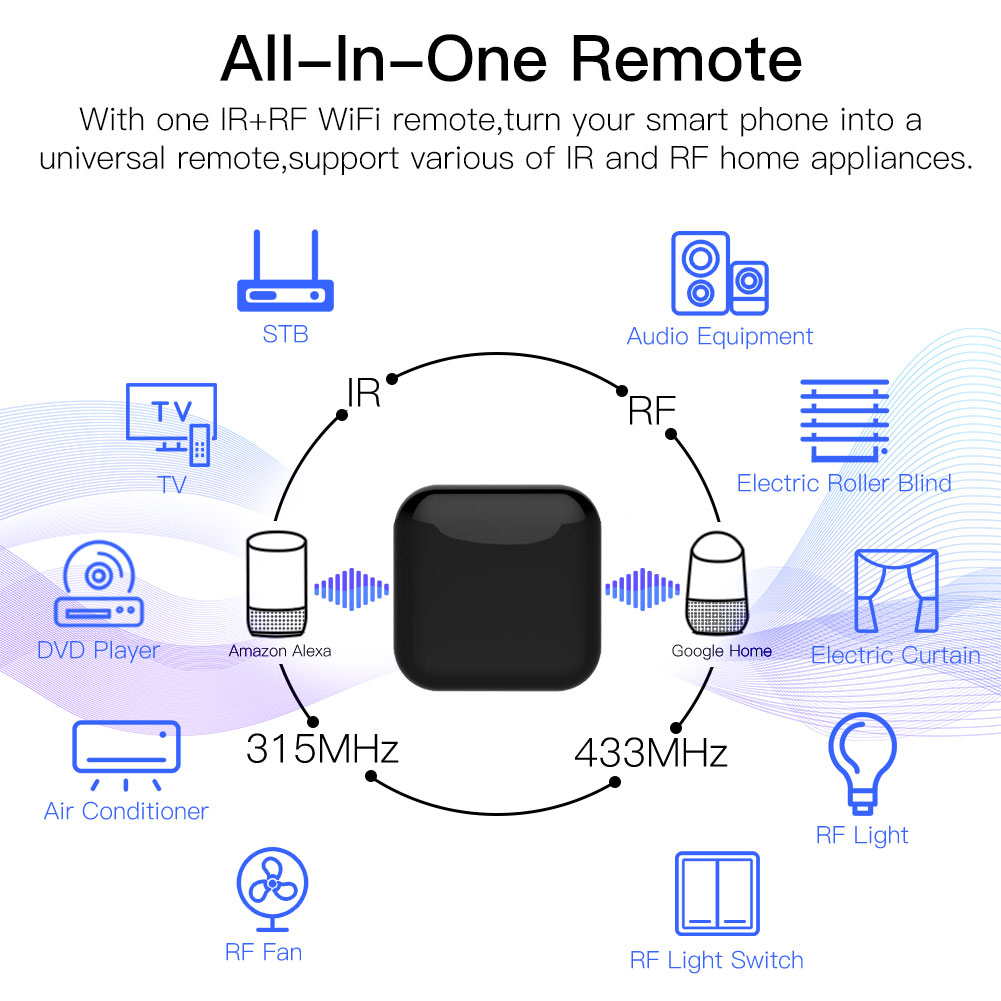 All-In-One Remote
With one IR+RF WiFi remote,turn your smart phone into a
universal remote,support various of IR and RF home appliances.
STB
Audio Equipment
IR
RF
TV
TV
Electric Roller Blind
DVD Player
Amazon Alexa
Google Home
Electric Curtain
315MHz
433MHz
Air Conditioner
RF Light
RF Fan
RF Light Switch